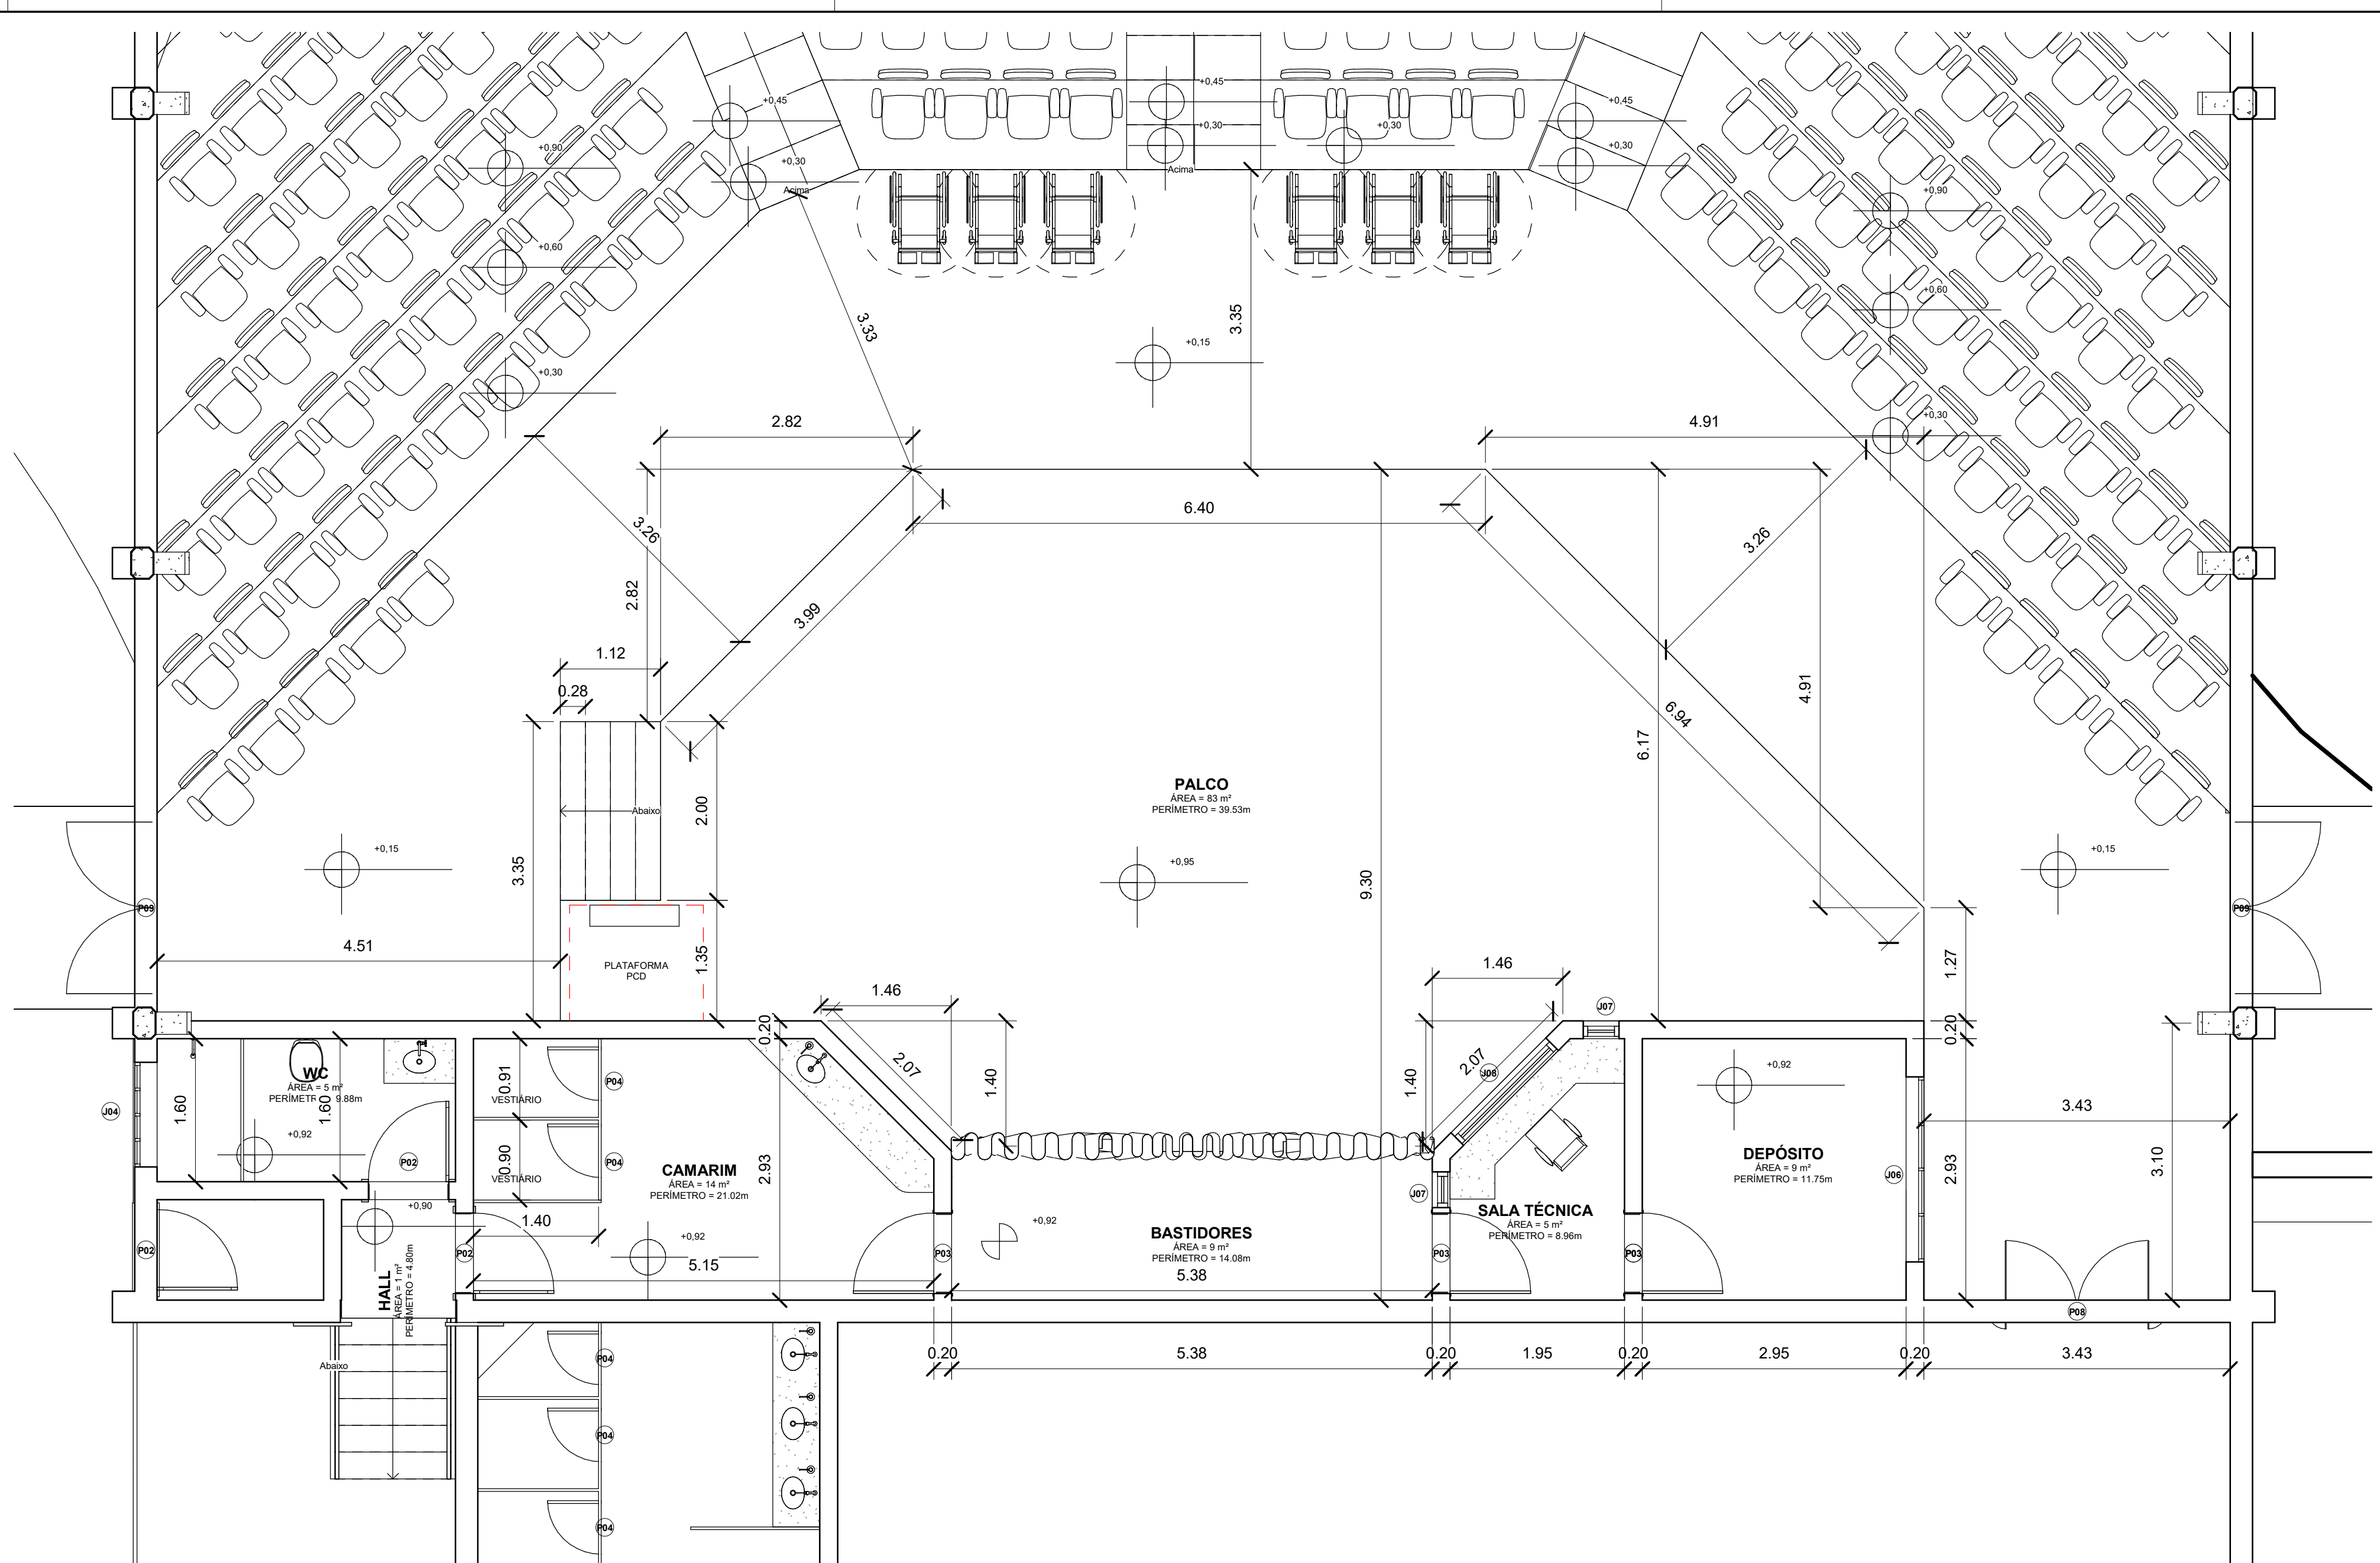 +0,45
+0,45
+0,45
+0,30
+0,30
+0,30
+0,30
+0,90
Acima
Acima
+0,90
+0,60
+0,60
+0,30
+0,30
3.33
3.35
+0,15
2.82
4.91
6.40
3.26
3.26
2.82
3.99
1.12
0.28
4.91
6.94
6.17
PALCO
ÁREA = 83 m²
PERÍMETRO = 39.53m
Abaixo
2.00
+0,15
+0,95
+0,15
3.35
9.30
P09
P09
4.51
PLATAFORMA
PCD
1.35
1.46
1.46
1.27
J07
0.20
0.20
2.07
1.40
1.40
2.07
J08
WC
ÁREA = 5 m²
PERÍMETR 9.88m
1.60
1.60
J04
+0,92
P02
0.91
VESTIÁRIO
P04
0.90
VESTIÁRIO
P04
CAMARIM
ÁREA = 14 m²
PERÍMETRO = 21.02m
2.93
+0,92
3.43
DEPÓSITO
ÁREA = 9 m²
PERÍMETRO = 11.75m
J06
2.93
3.10
J07
SALA TÉCNICA
ÁREA = 5 m²
PERÍMETRO = 8.96m
+0,90
1.40
+0,92
5.15
+0,92
BASTIDORES
ÁREA = 9 m²
PERÍMETRO = 14.08m
5.38
P02
P02
P03
P03
P03
HALL
ÁREA = 1 m²
PERÍMETRO = 4.80m
P08
Abaixo
P04
0.20
5.38
0.20
1.95
0.20
2.95
0.20
3.43
P04
P04